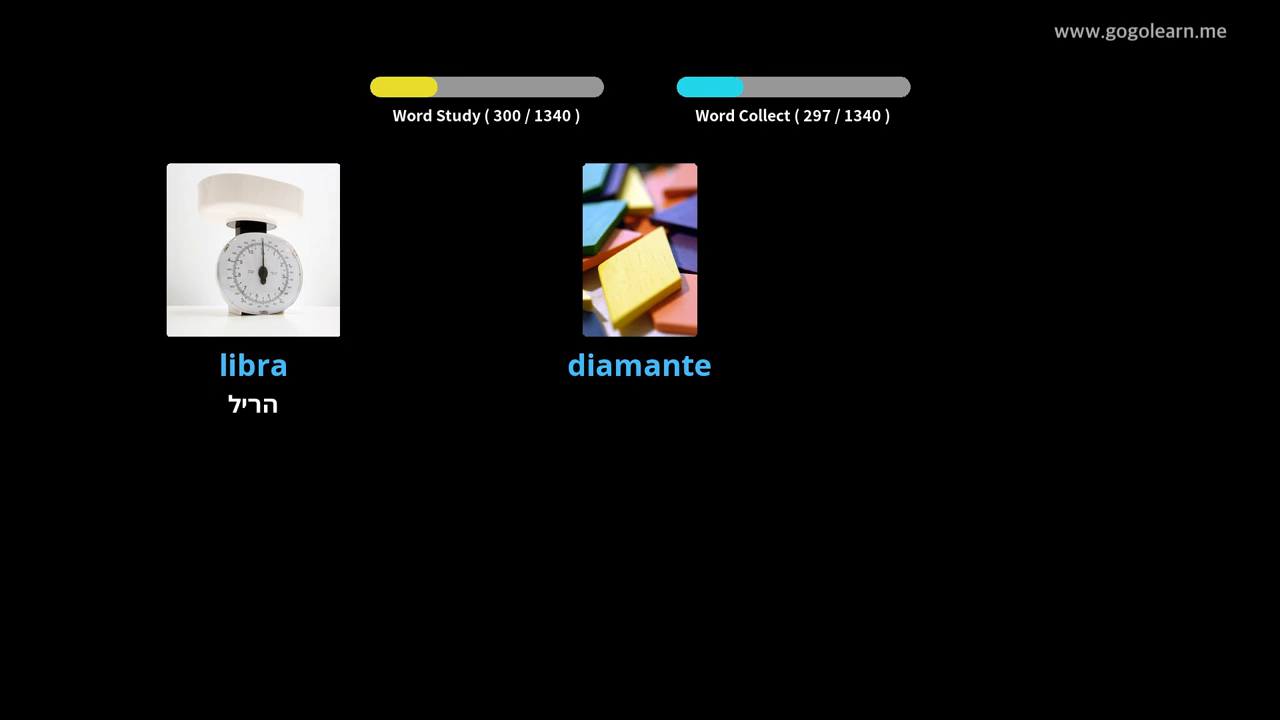 www.gogolearn.me
Word Study ( 300 / 1340 )
Word Collect ( 297 / 1340 )
libra
הריל
diamante